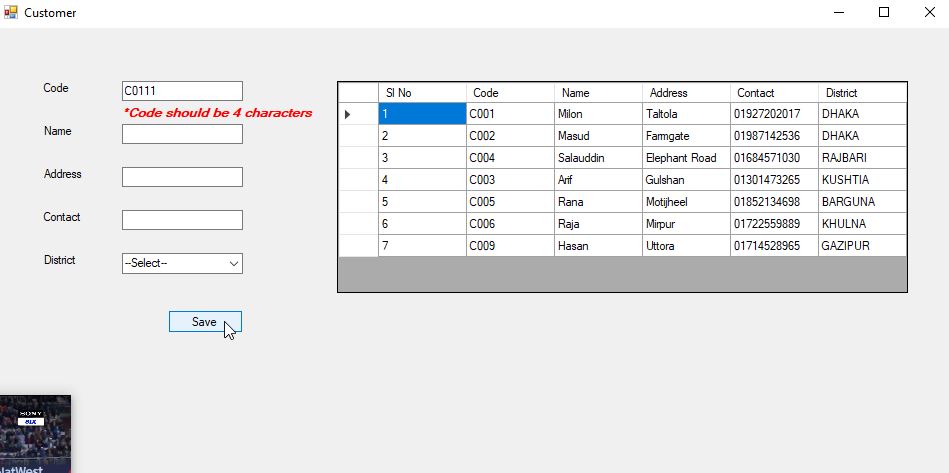 Customer
Code C0111
*Code should be 4 characters
Name
Address
Contact
District --Select--
Save
Sl No Code Name Address Contact District
1 C001 Milon Taltola 01927202017 DHAKA
2 C002 Masud Farmgate 01987142536 DHAKA
3 C004 Salauddin Elephant Road 01684571030 RAJBARI
4 C003 Arif Gulshan 01301473265 KUSHTIA
5 C005 Rana Motijheel 01852134698 BARGUNA
6 C006 Raja Mirpur 01722559889 KHULNA
7 C009 Hasan Uttora 01714528965 GAZIPUR
SONY
SIX
NatWest